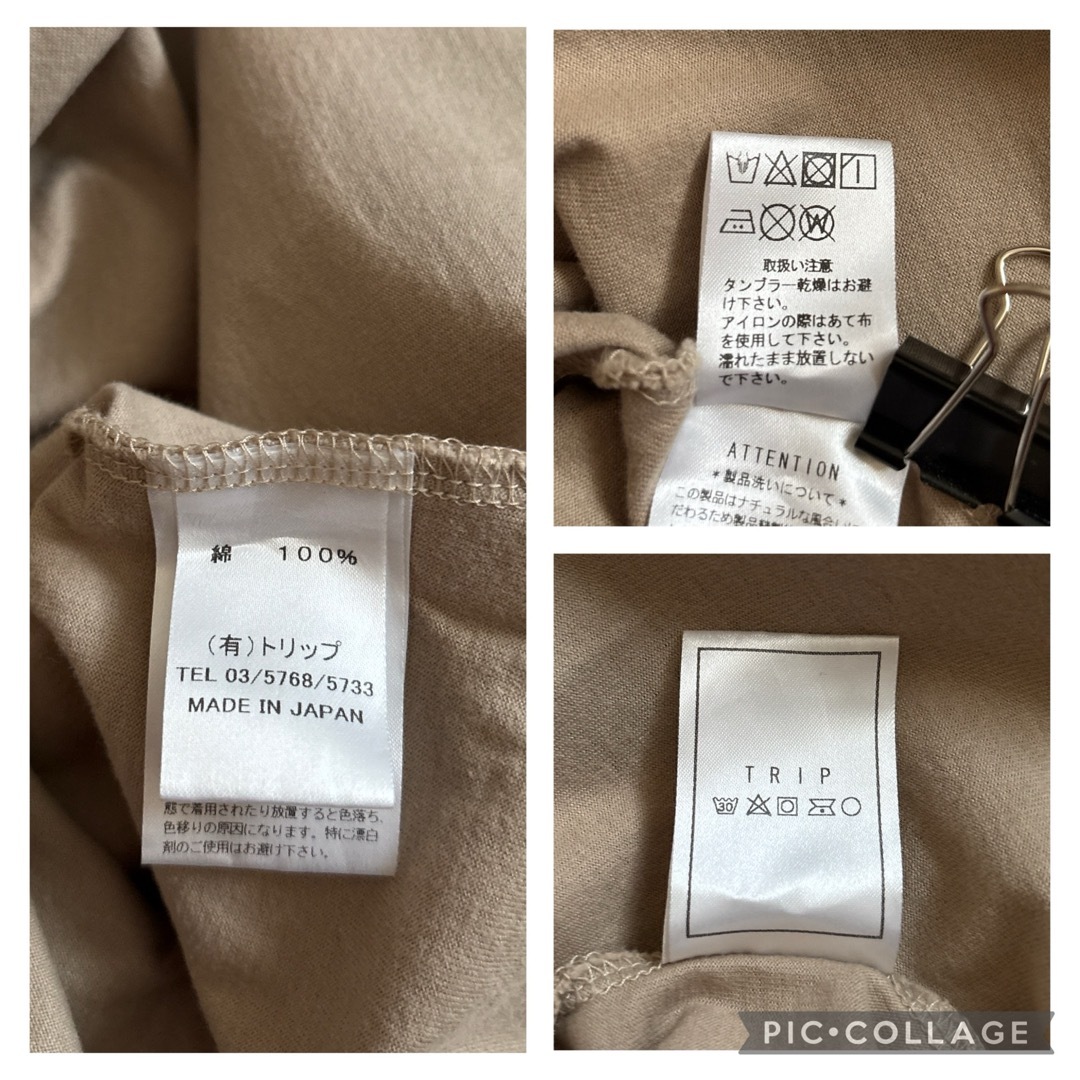 綿 100%
(有)トリップ
TEL 03/5768/5733
MADE IN JAPAN
態で着用されたり放置すると色落ち、
色移りの原因になります。特に漂白
剤のご使用はお避け下さい。
取扱い注意
タンブラー乾燥はお避
け下さい。
アイロンの際はあて布
を使用して下さい。
濡れたまま放置しない
で下さい。
ATTENTION
*製品洗いについて*
この製品はナチュラルな風合い
だわるため製品
TRIP
30
PIC•COLLAGE